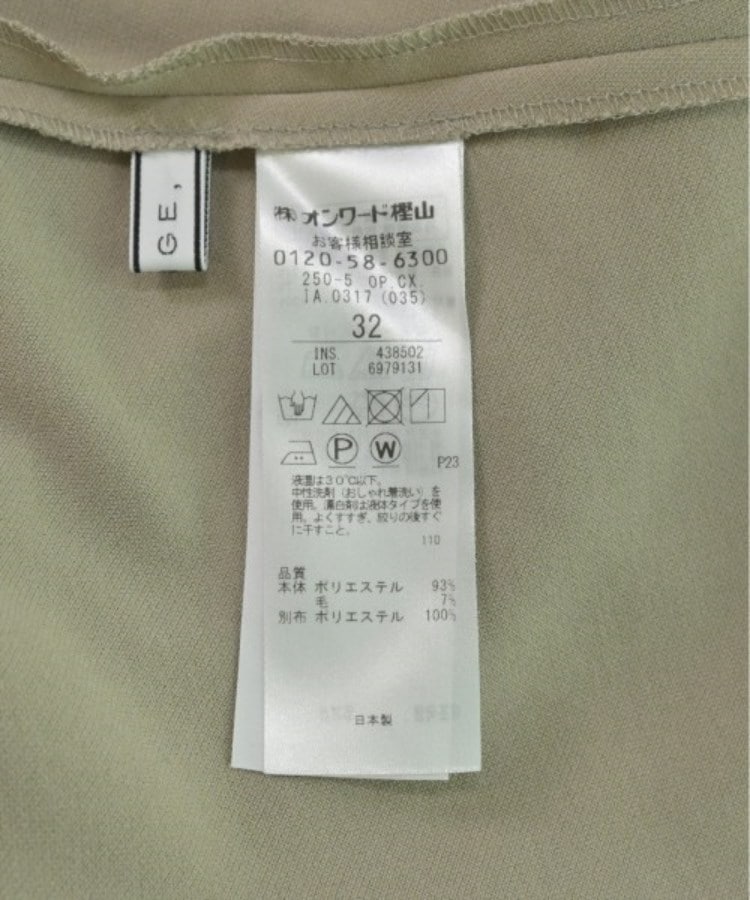 GE,
㈱オンワード樫山
お客様相談室
0120-58-6300
250-5 OP.CX.
IA.0317 (035)
32
INS. 438502
LOT 6979131
P
W
P23
液温は30℃以下。
中性洗剤（おしゃれ着洗い）を
使用。漂白剤は液体タイプを使
用。よくすすぎ、絞りの後すぐ
に干すこと。
110
品質
本体 ポリエステル 93%
毛 7%
別布 ポリエステル 100%
日本製